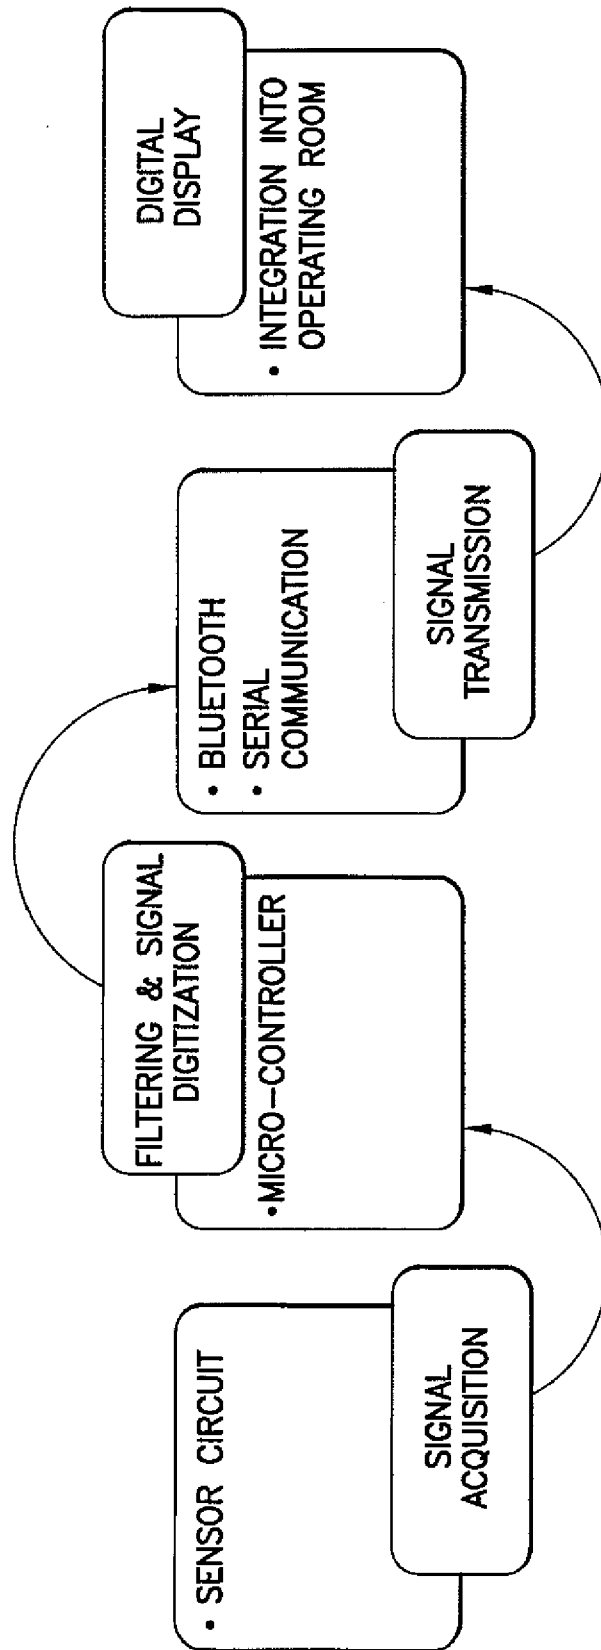 • SENSOR CIRCUIT
SIGNAL
ACQUISITION
FILTERING & SIGNAL
DIGITIZATION
•MICRO-CONTROLLER
• BLUETOOTH
• SERIAL
COMMUNICATION
SIGNAL
TRANSMISSION
DIGITAL
DISPLAY
• INTEGRATION INTO
OPERATING ROOM